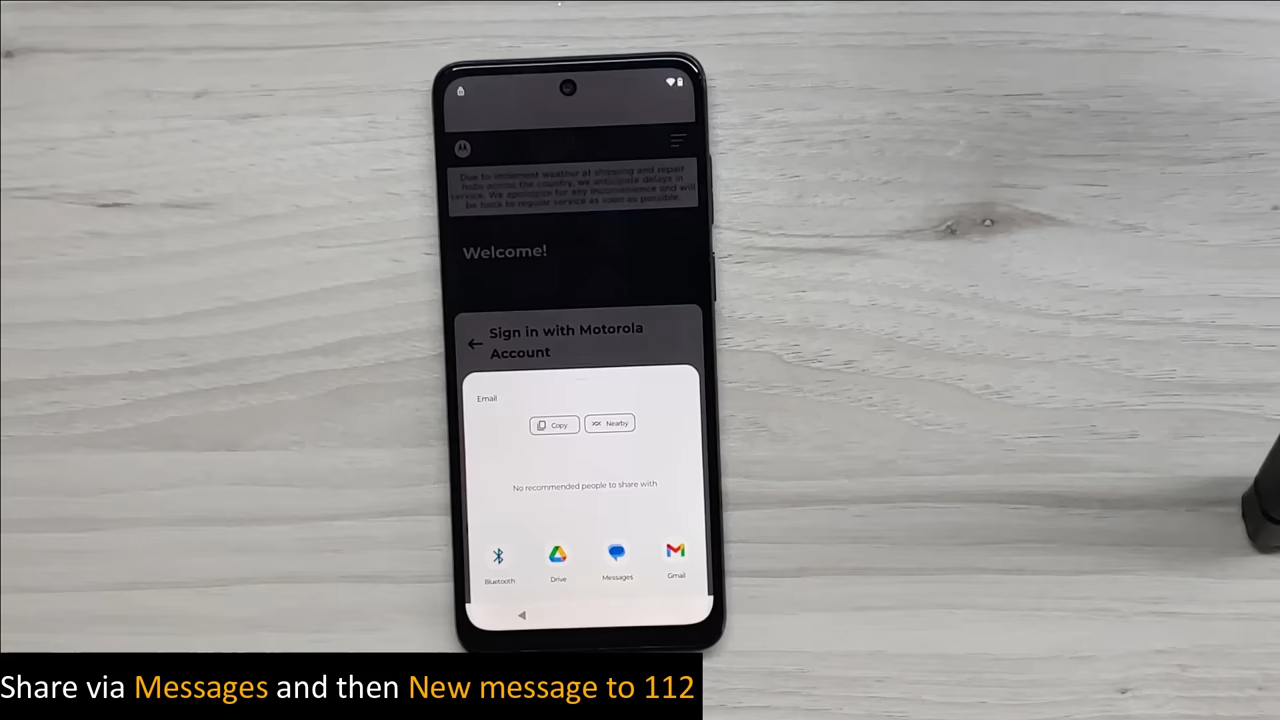 Due to inclement weather at shipping and repair
hubs across the country, we anticipate delays in
service. We apologize for any inconvenience and will
be back to regular service as soon as possible.
Welcome!
Sign in with Motorola
Account
Email
Copy
Nearby
No recommended people to share with
Bluetooth
Drive
Messages
Gmail
Share via Messages and then New message to 112